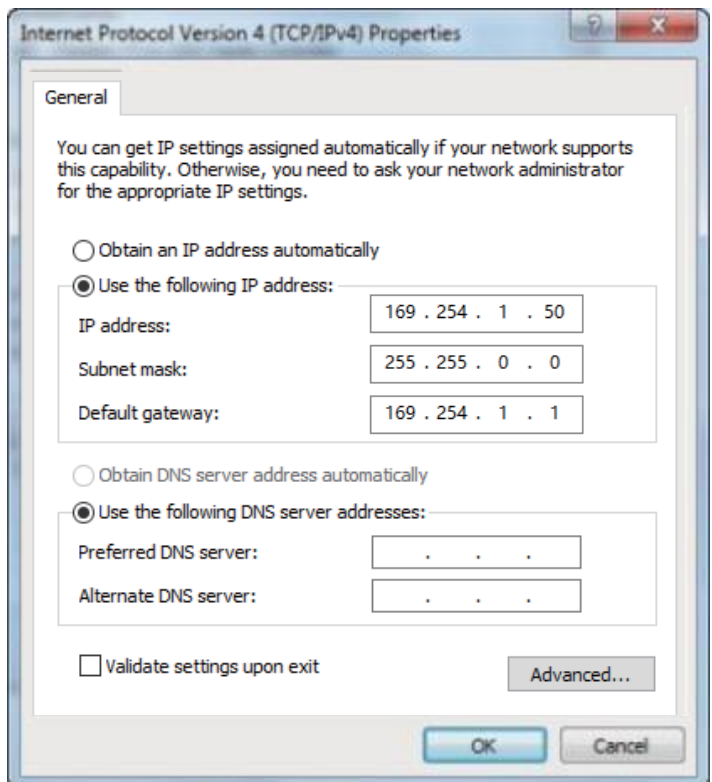 Internet Protocol Version 4 (TCP/IPv4) Properties
General
You can get IP settings assigned automatically if your network supports
this capability. Otherwise, you need to ask your network administrator
for the appropriate IP settings.
Obtain an IP address automatically
Use the following IP address:
IP address: 169 . 254 . 1 . 50
Subnet mask: 255 . 255 . 0 . 0
Default gateway: 169 . 254 . 1 . 1
Obtain DNS server address automatically
Use the following DNS server addresses:
Preferred DNS server: . . .
Alternate DNS server: . . .
Validate settings upon exit
Advanced...
OK Cancel